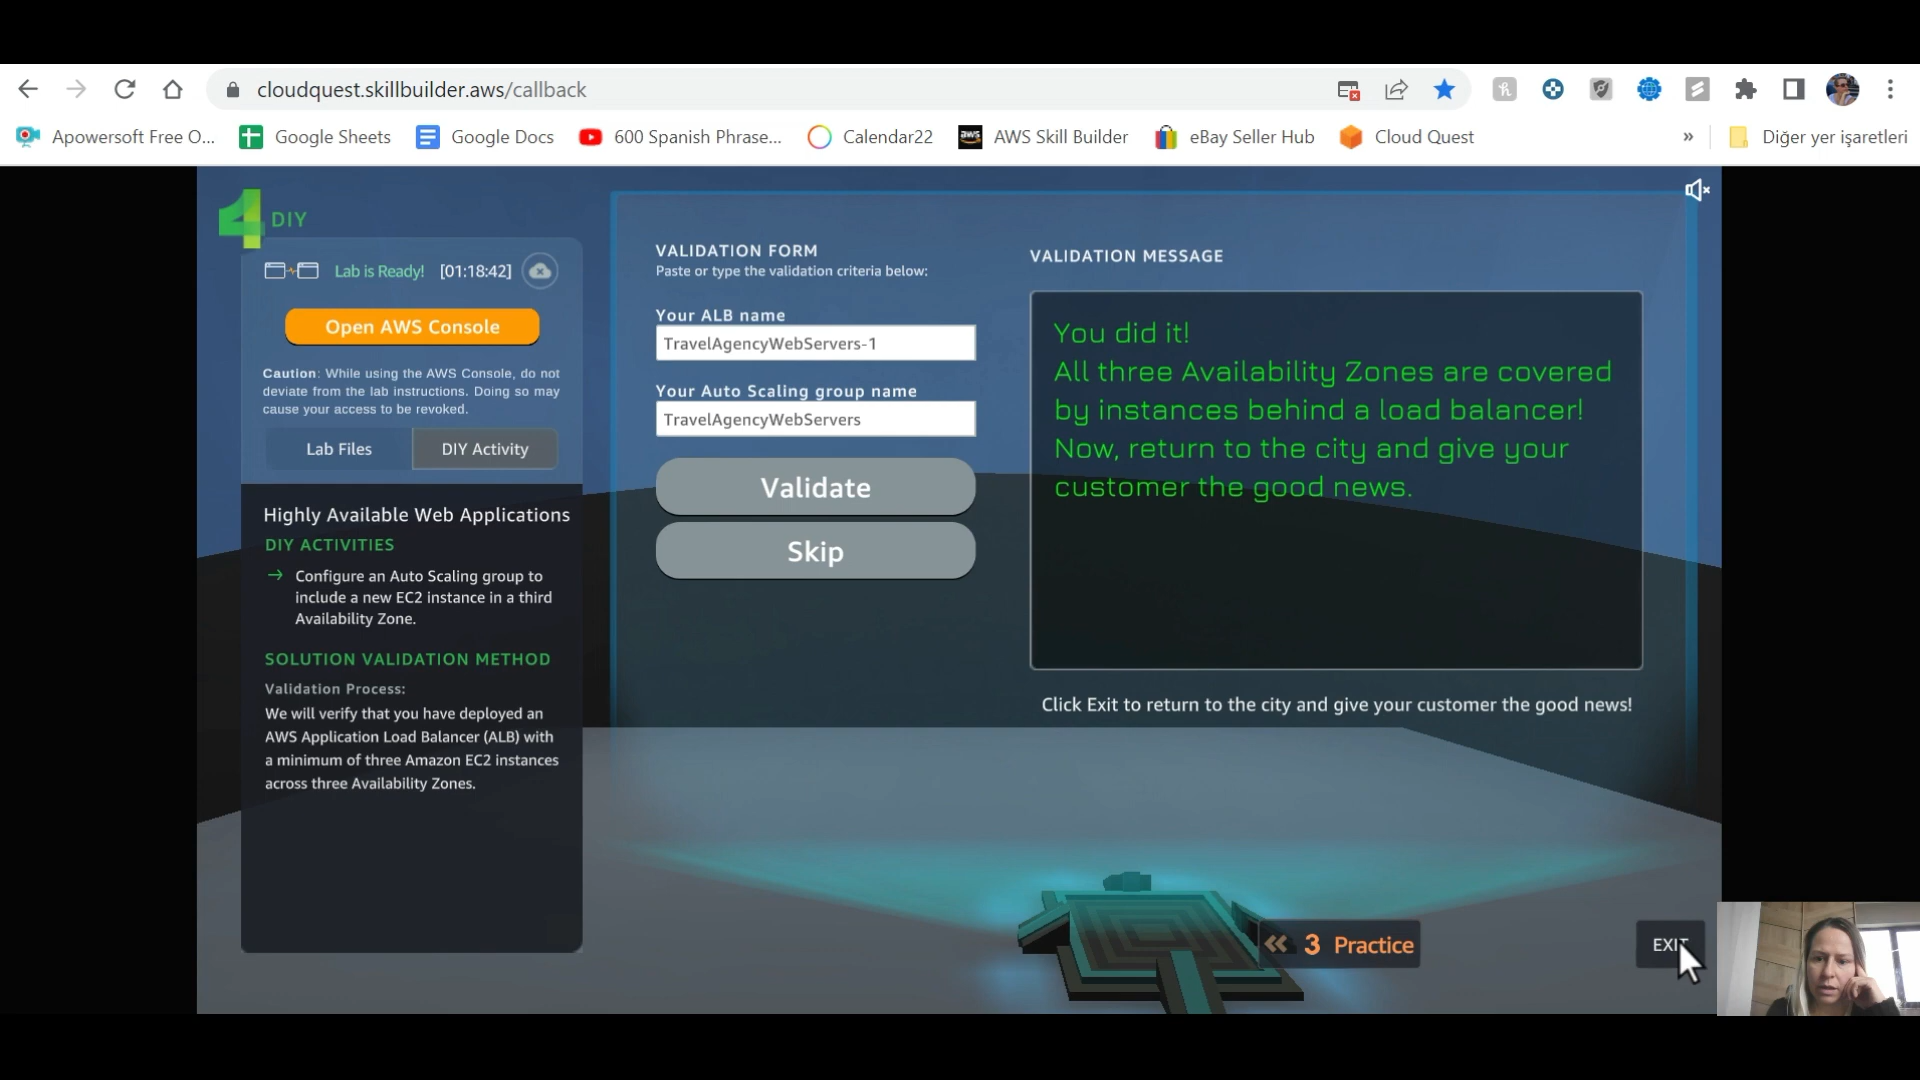 cloudquest.skillbuilder.aws/callback
Apowersoft Free O...
Google Sheets
Google Docs
600 Spanish Phrase...
Calendar22
aws
AWS Skill Builder
eBay Seller Hub
Cloud Quest
»
Diğer yer işaretleri
4 DIY
Lab is Ready! [01:18:42]
Open AWS Console
Caution: While using the AWS Console, do not
deviate from the lab instructions. Doing so may
cause your access to be revoked.
Lab Files
DIY Activity
Highly Available Web Applications
DIY ACTIVITIES
→ Configure an Auto Scaling group to
include a new EC2 instance in a third
Availability Zone.
SOLUTION VALIDATION METHOD
Validation Process:
We will verify that you have deployed an
AWS Application Load Balancer (ALB) with
a minimum of three Amazon EC2 instances
across three Availability Zones.
VALIDATION FORM
Paste or type the validation criteria below:
Your ALB name
TravelAgencyWebServers-1
Your Auto Scaling group name
TravelAgencyWebServers
Validate
Skip
VALIDATION MESSAGE
You did it!
All three Availability Zones are covered
by instances behind a load balancer!
Now, return to the city and give your
customer the good news.
Click Exit to return to the city and give your customer the good news!
« 3 Practice
EXIT